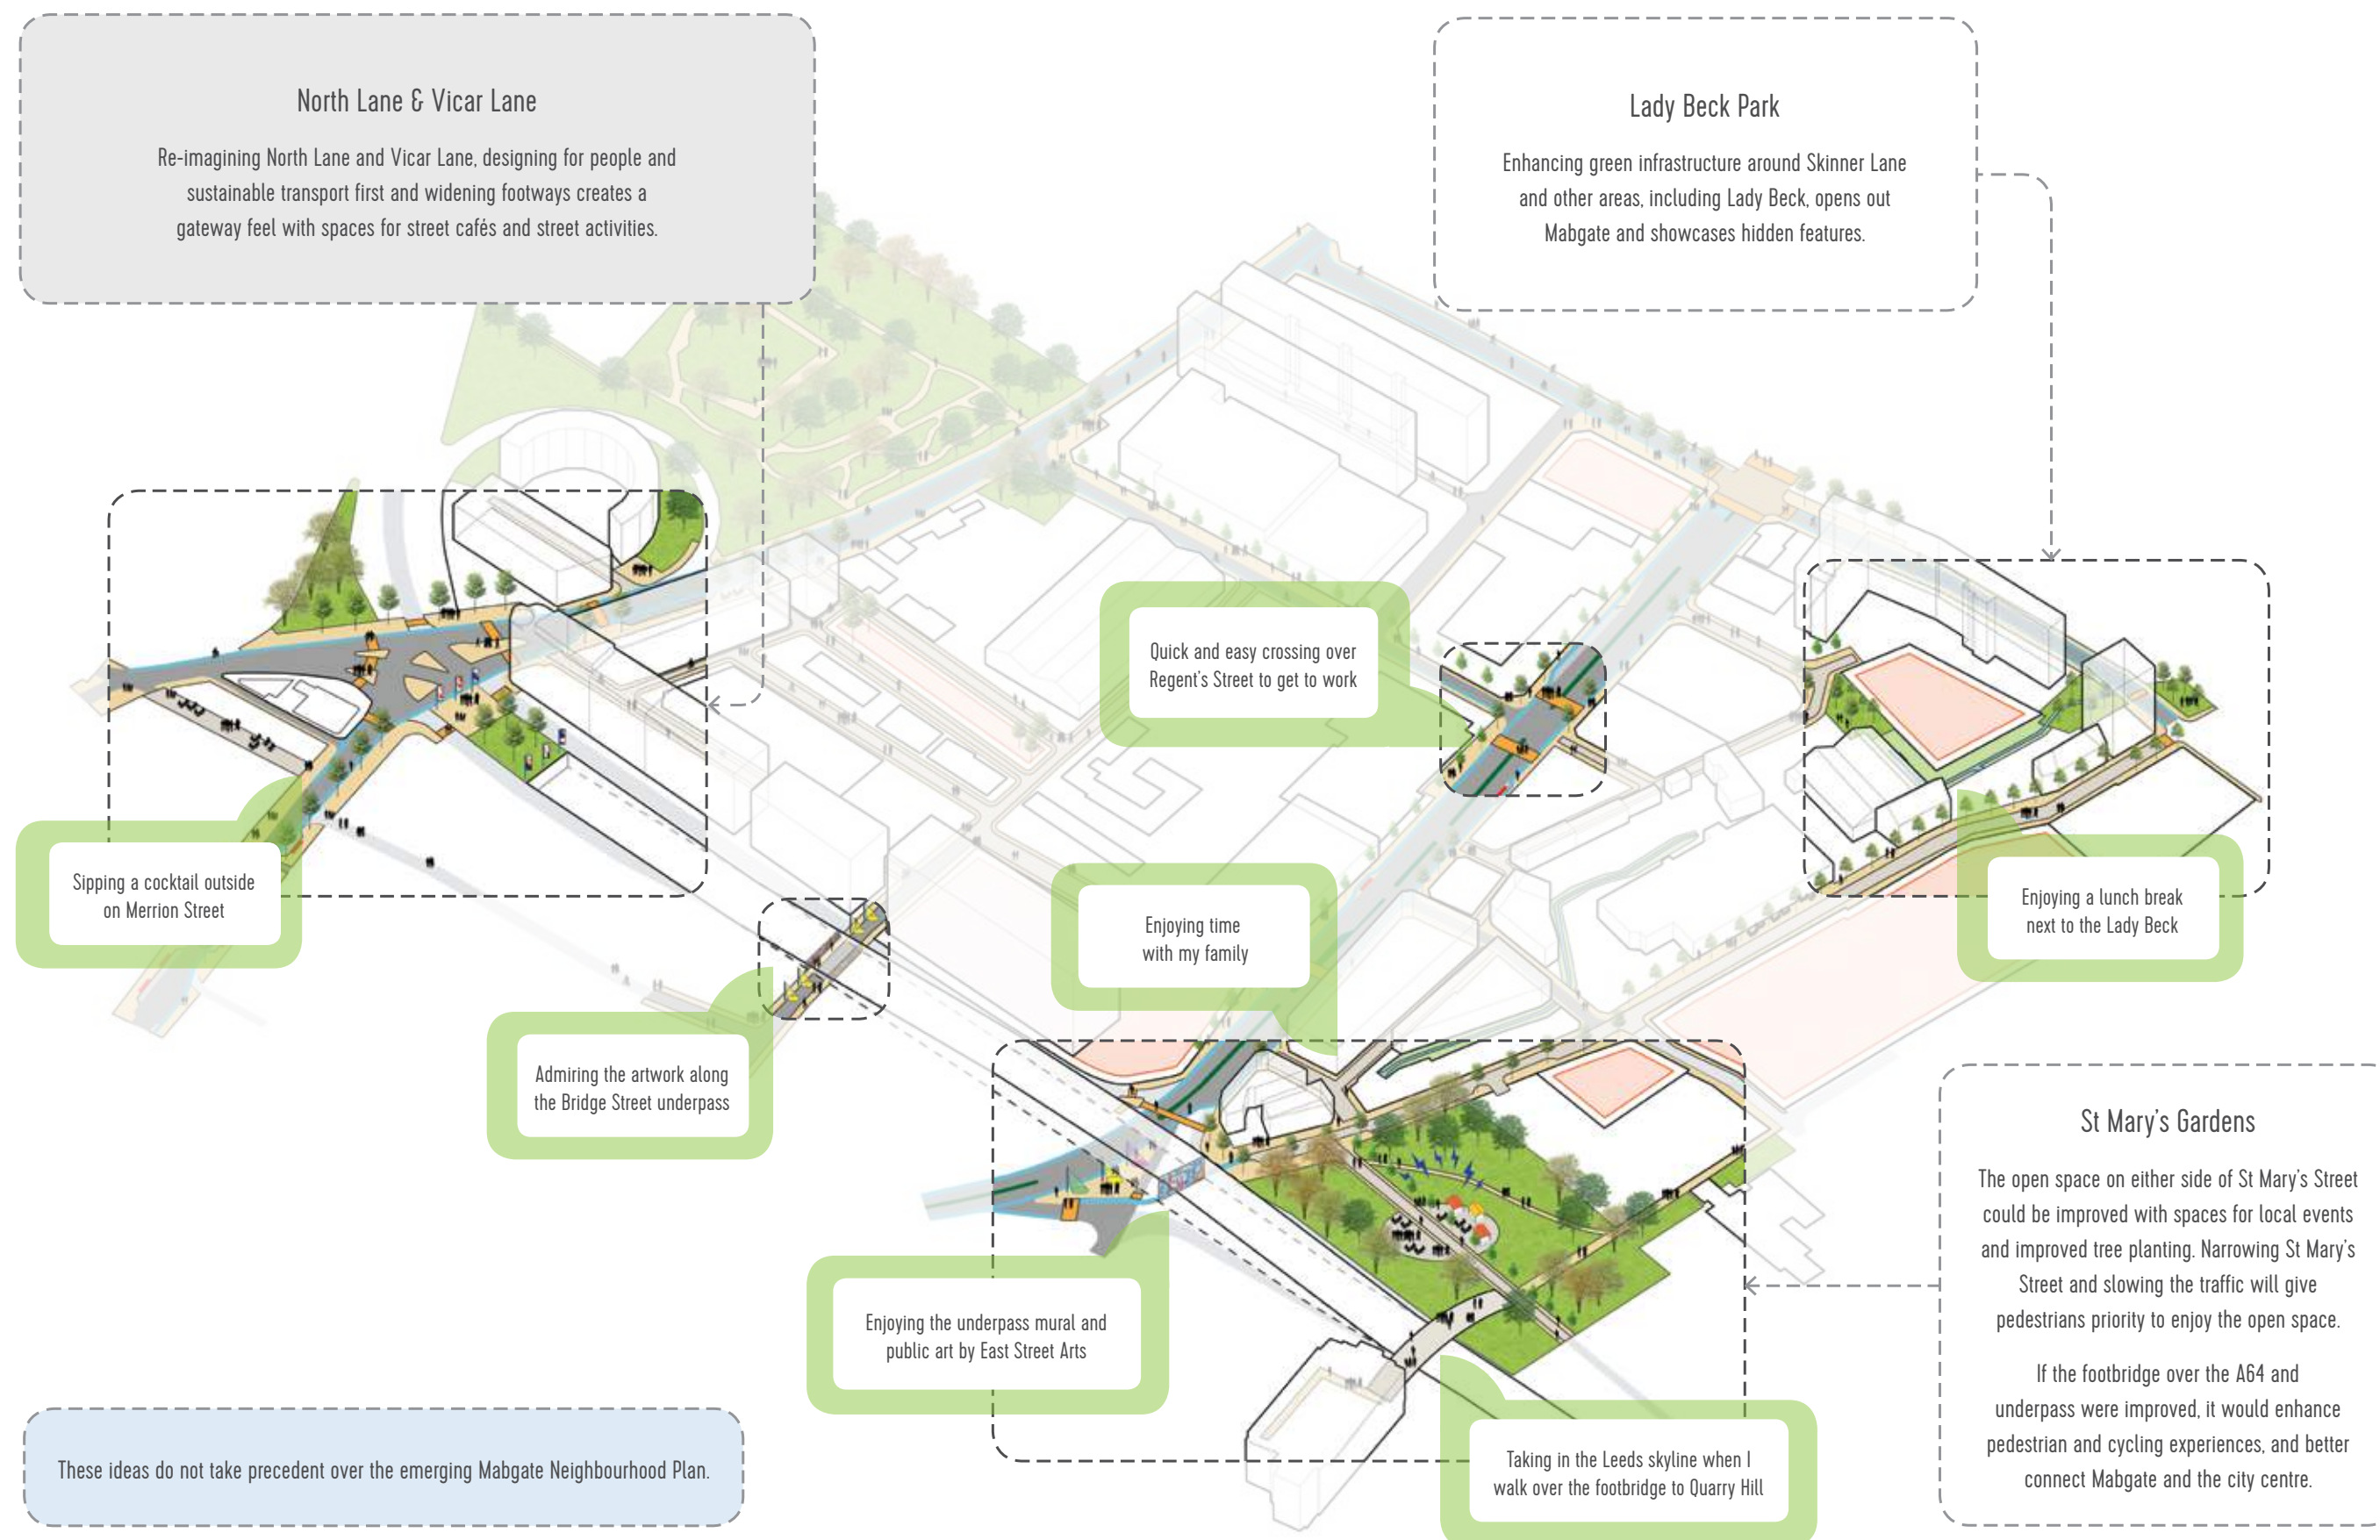 North Lane & Vicar Lane
Re-imagining North Lane and Vicar Lane, designing for people and
sustainable transport first and widening footways creates a
gateway feel with spaces for street cafés and street activities.
Lady Beck Park
Enhancing green infrastructure around Skinner Lane
and other areas, including Lady Beck, opens out
Mabgate and showcases hidden features.
Quick and easy crossing over
Regent's Street to get to work
Sipping a cocktail outside
on Merrion Street
Enjoying time
with my family
Enjoying a lunch break
next to the Lady Beck
Admiring the artwork along
the Bridge Street underpass
Enjoying the underpass mural and
public art by East Street Arts
Taking in the Leeds skyline when I
walk over the footbridge to Quarry Hill
St Mary's Gardens
The open space on either side of St Mary's Street
could be improved with spaces for local events
and improved tree planting. Narrowing St Mary's
Street and slowing the traffic will give
pedestrians priority to enjoy the open space.
If the footbridge over the A64 and
underpass were improved, it would enhance
pedestrian and cycling experiences, and better
connect Mabgate and the city centre.
These ideas do not take precedent over the emerging Mabgate Neighbourhood Plan.